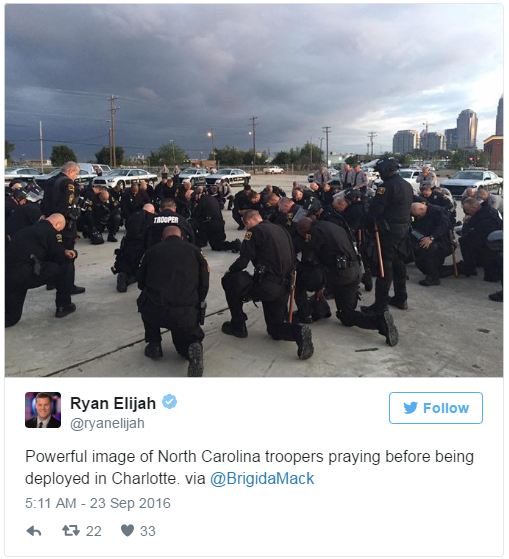 TROOPER
Ryan Elijah
@ryanelijah
Follow
Powerful image of North Carolina troopers praying before being
deployed in Charlotte. via @BrigidaMack
5:11 AM - 23 Sep 2016
22 33